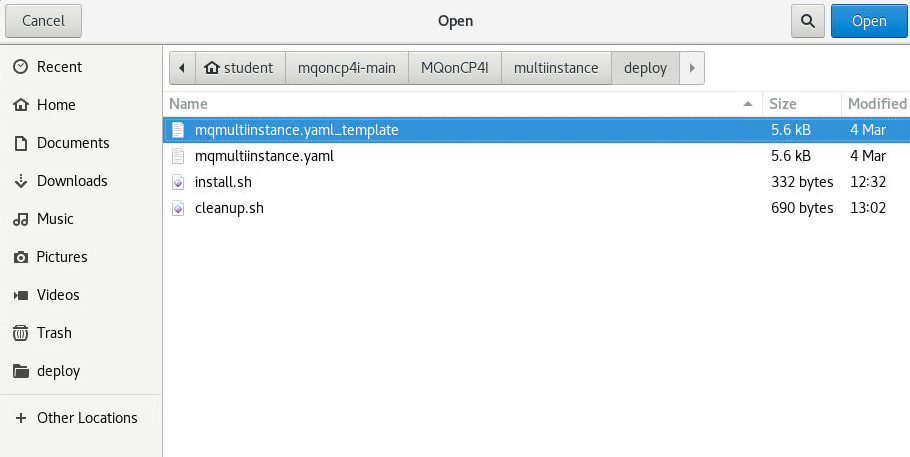 Cancel Open Open
Recent
Home
Documents
Downloads
Music
Pictures
Videos
Trash
deploy
Other Locations
student mqoncp4i-main MQonCP4I multiinstance deploy
Name Size Modified
mqmultiinstance.yaml_template 5.6 kB 4 Mar
mqmultiinstance.yaml 5.6 kB 4 Mar
install.sh 332 bytes 12:32
cleanup.sh 690 bytes 13:02